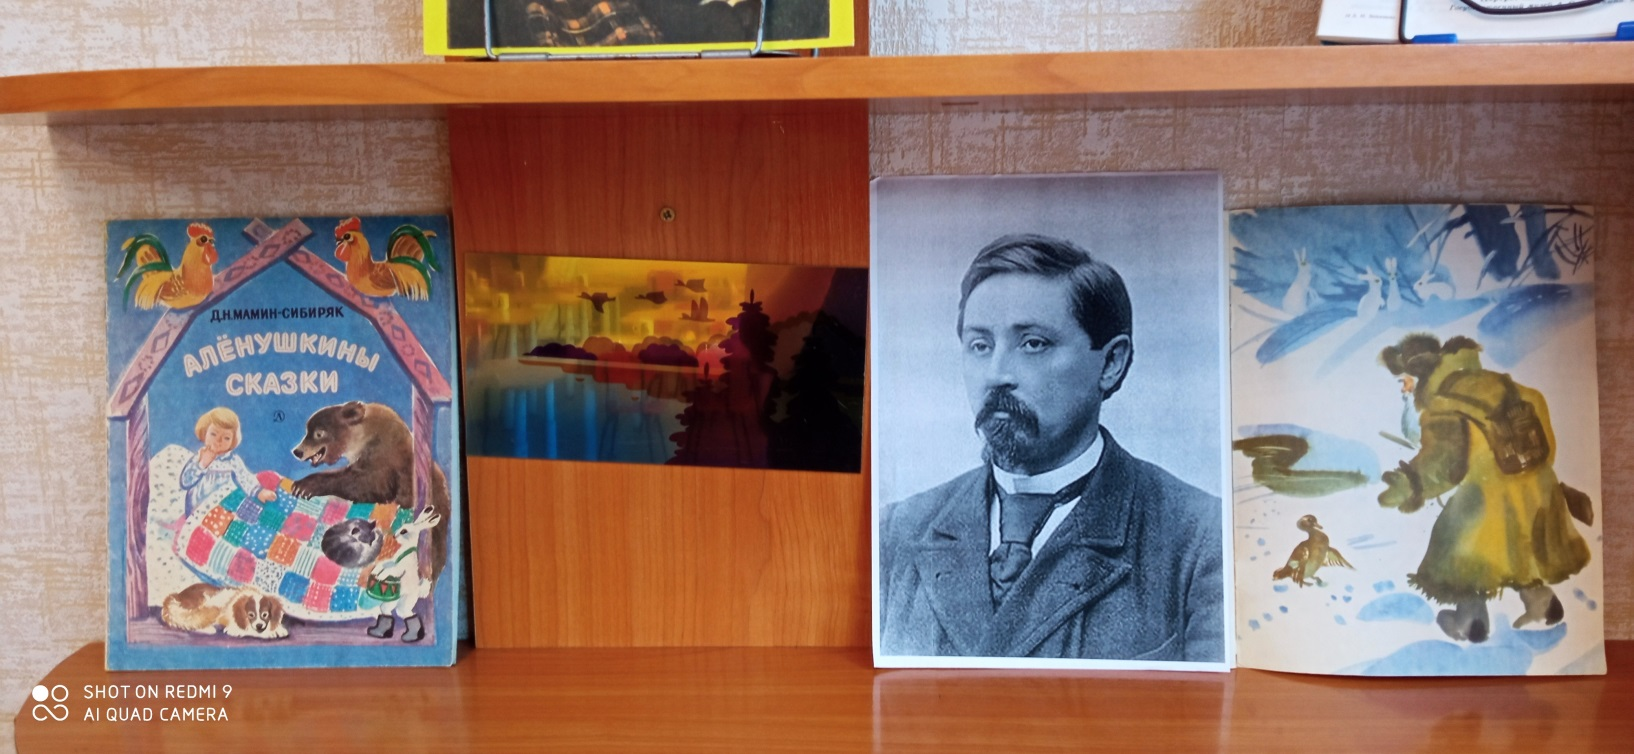 Д.Н.МАМИН-СИБИРЯК
АЛЁНУШКИНЫ
СКАЗКИ
SHOT ON REDMI 9
AI QUAD CAMERA